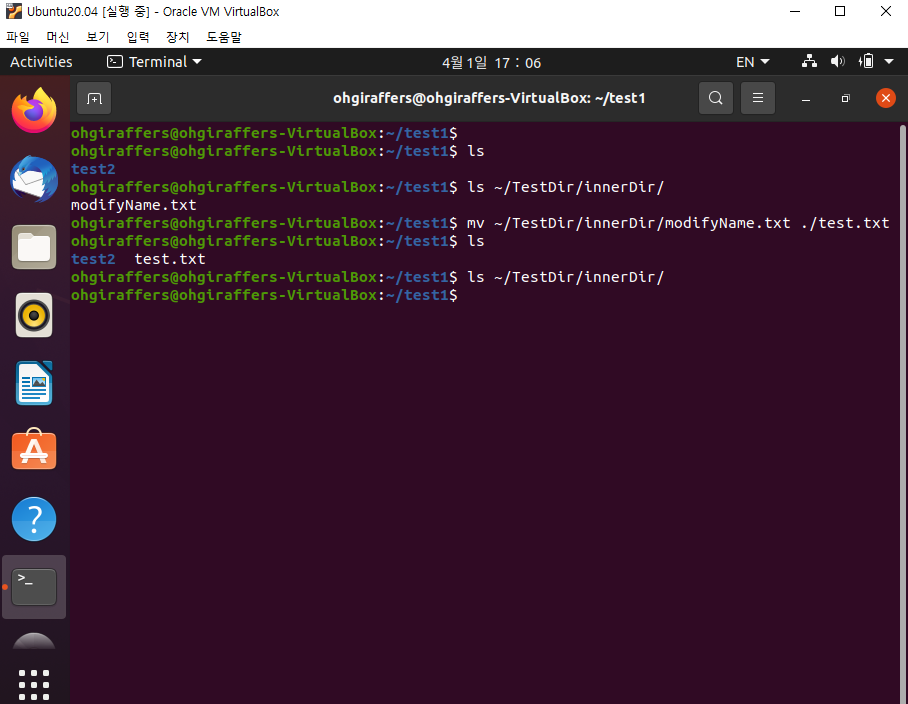 Ubuntu20.04 [실행 중] - Oracle VM VirtualBox
파일 머신 보기 입력 장치 도움말
Activities Terminal 4월 1일 17 : 06 EN
ohgiraffers@ohgiraffers-VirtualBox: ~/test1
ohgiraffers@ohgiraffers-VirtualBox:~/test1$
ohgiraffers@ohgiraffers-VirtualBox:~/test1$ ls
test2
ohgiraffers@ohgiraffers-VirtualBox:~/test1$ ls ~/TestDir/innerDir/
modifyName.txt
ohgiraffers@ohgiraffers-VirtualBox:~/test1$ mv ~/TestDir/innerDir/modifyName.txt ./test.txt
ohgiraffers@ohgiraffers-VirtualBox:~/test1$ ls
test2  test.txt
ohgiraffers@ohgiraffers-VirtualBox:~/test1$ ls ~/TestDir/innerDir/
ohgiraffers@ohgiraffers-VirtualBox:~/test1$